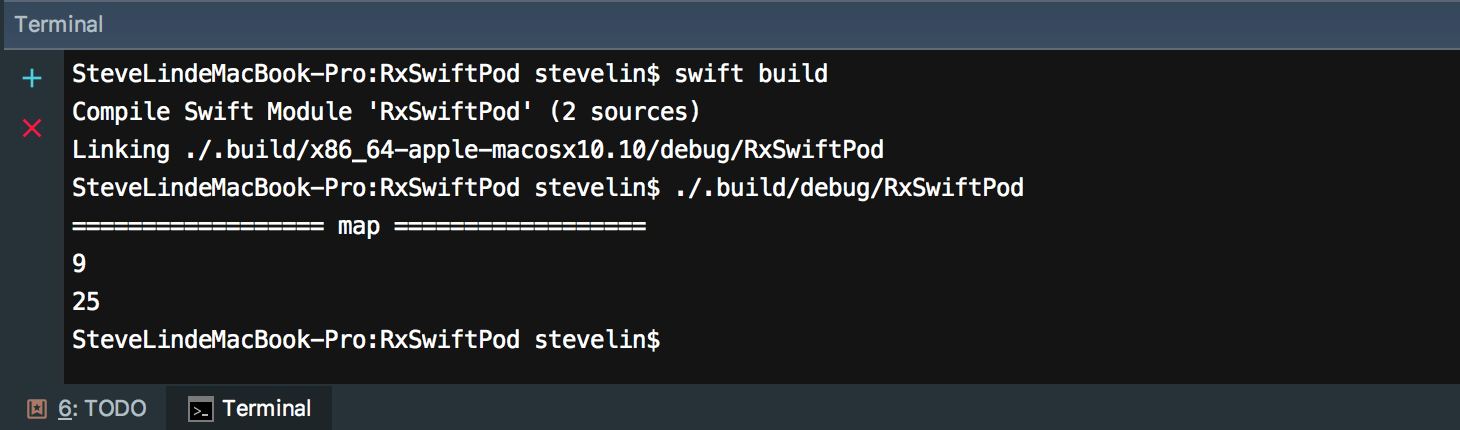 Terminal
SteveLindeMacBook-Pro:RxSwiftPod stevelin$ swift build
Compile Swift Module 'RxSwiftPod' (2 sources)
Linking ./.build/x86_64-apple-macosx10.10/debug/RxSwiftPod
SteveLindeMacBook-Pro:RxSwiftPod stevelin$ ./.build/debug/RxSwiftPod
================== map ==================
9
25
SteveLindeMacBook-Pro:RxSwiftPod stevelin$
6: TODO
Terminal